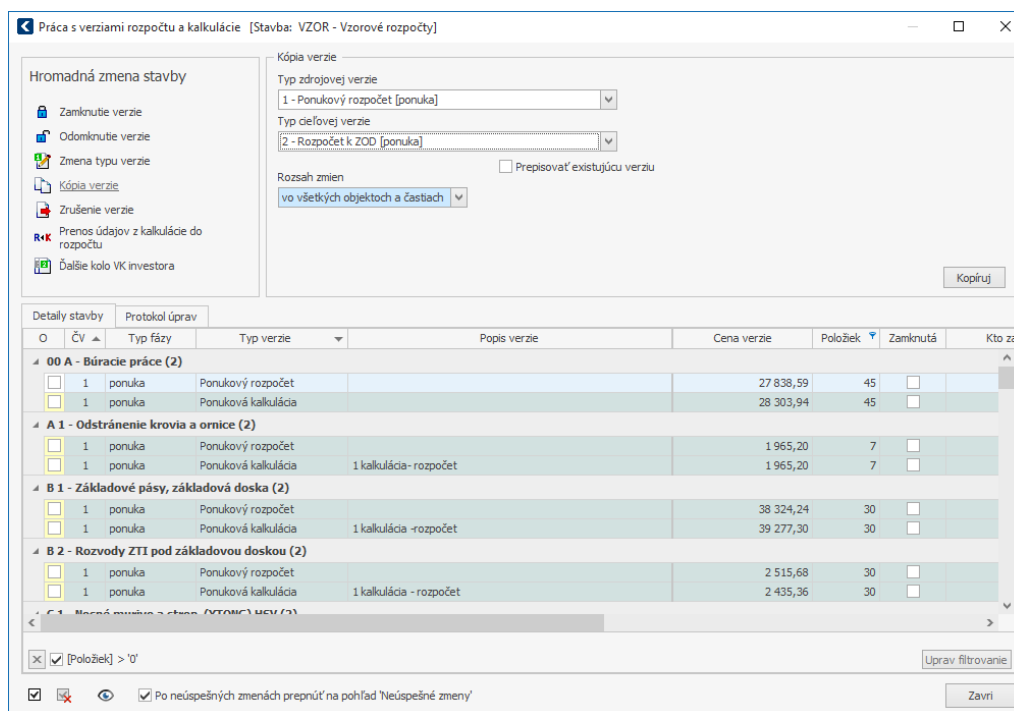 Práca s verziami rozpočtu a kalkulácie [Stavba: VZOR - Vzorové rozpočty]
Hromadná zmena stavby
Zamknutie verzie
Odomknutie verzie
Zmena typu verzie
Kópia verzie
Zrušenie verzie
R◂K Prenos údajov z kalkulácie do
rozpočtu
Ďalšie kolo VK investora
Kópia verzie
Typ zdrojovej verzie
1 - Ponukový rozpočet [ponuka]
Typ cieľovej verzie
2 - Rozpočet k ZOD [ponuka]
Prepisovať existujúcu verziu
Rozsah zmien
vo všetkých objektoch a častiach
Kopíruj
Detaily stavby Protokol úprav
O ČV Typ fázy Typ verzie Popis verzie Cena verzie Položiek Zamknutá Kto za
00 A - Búracie práce (2)
1 ponuka Ponukový rozpočet 27 838,59 45
1 ponuka Ponuková kalkulácia 28 303,94 45
A 1 - Odstránenie krovia a ornice (2)
1 ponuka Ponukový rozpočet 1 965,20 7
1 ponuka Ponuková kalkulácia 1 kalkulácia- rozpočet 1 965,20 7
B 1 - Základové pásy, základová doska (2)
1 ponuka Ponukový rozpočet 38 324,24 30
1 ponuka Ponuková kalkulácia 1 kalkulácia -rozpočet 39 277,30 30
B 2 - Rozvody ZTI pod základovou doskou (2)
1 ponuka Ponukový rozpočet 2 515,68 30
1 ponuka Ponuková kalkulácia 1 kalkulácia - rozpočet 2 435,36 30
C 1 - Nosné murivo a strop (YTONG) HSV (2)
[Položiek] > '0'
Uprav filtrovanie
Po neúspešných zmenách prepnúť na pohľad 'Neúspešné zmeny'
Zavri